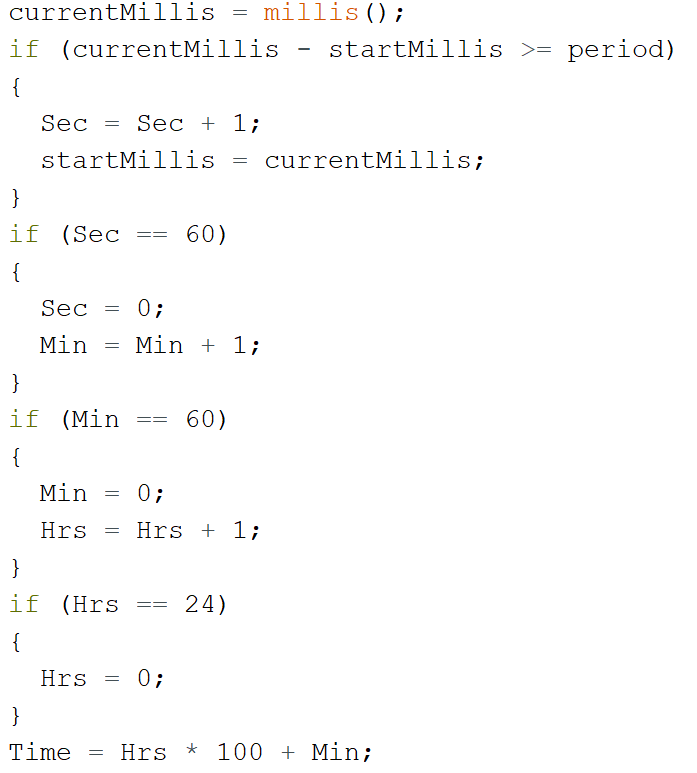 currentMillis = millis();
if (currentMillis - startMillis >= period)
{
  Sec = Sec + 1;
  startMillis = currentMillis;
}
if (Sec == 60)
{
  Sec = 0;
  Min = Min + 1;
}
if (Min == 60)
{
  Min = 0;
  Hrs = Hrs + 1;
}
if (Hrs == 24)
{
  Hrs = 0;
}
Time = Hrs * 100 + Min;